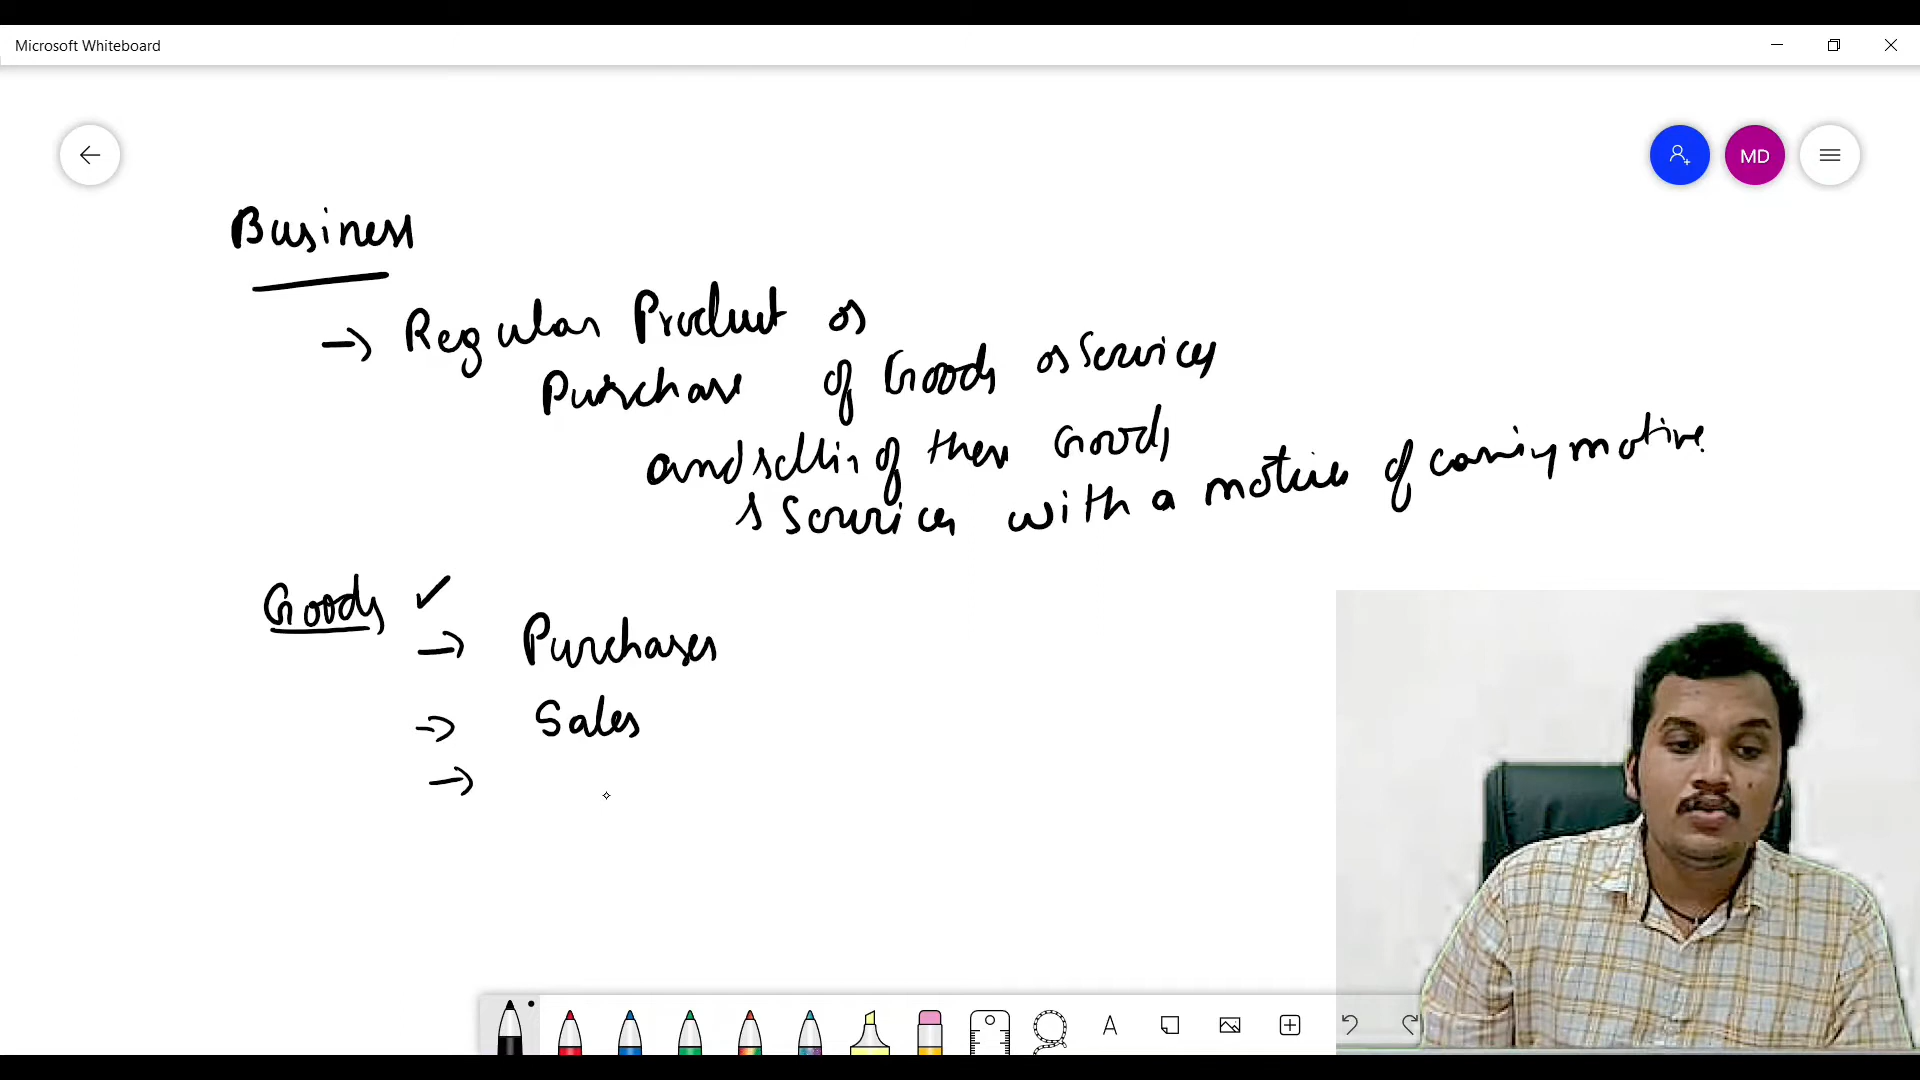 Microsoft Whiteboard
MD
Business
→ Regular Product or
Purchase of Goods or Services
and selling of these Goods
& Services with a motive of earning motive.
Goods ✓
→ Purchases
→ Sales
→
A